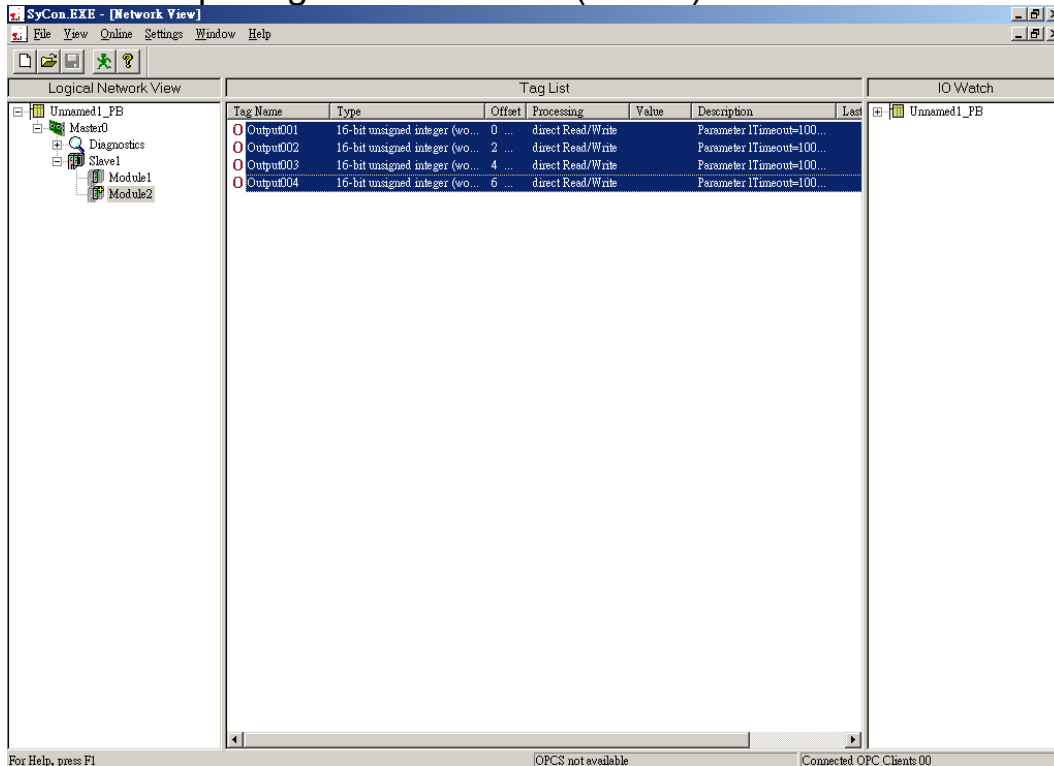 SyCon.EXE - [Network View]
File View Online Settings Window Help
Logical Network View
Tag List
IO Watch
Unnamed1_PB
Master0
Diagnostics
Slave1
Module1
Module2
Tag Name Type Offset Processing Value Description Last
Output001 16-bit unsigned integer (wo... 0 ... direct Read/Write Parameter lTimeout=100...
Output002 16-bit unsigned integer (wo... 2 ... direct Read/Write Parameter lTimeout=100...
Output003 16-bit unsigned integer (wo... 4 ... direct Read/Write Parameter lTimeout=100...
Output004 16-bit unsigned integer (wo... 6 ... direct Read/Write Parameter lTimeout=100...
Unnamed1_PB
For Help, press F1
OPCS not available
Connected OPC Clients 00